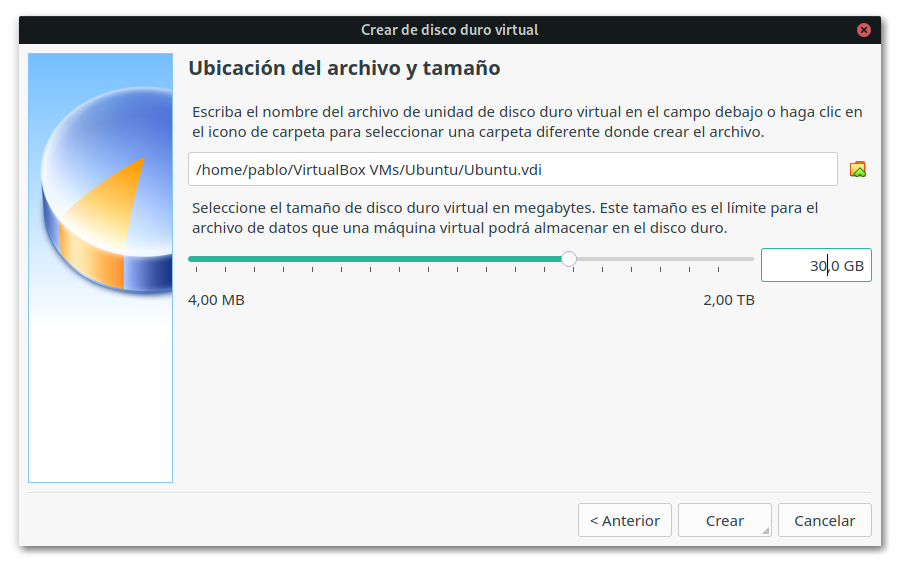 Crear de disco duro virtual
Ubicación del archivo y tamaño
Escriba el nombre del archivo de unidad de disco duro virtual en el campo debajo o haga clic en
el icono de carpeta para seleccionar una carpeta diferente donde crear el archivo.
/home/pablo/VirtualBox VMs/Ubuntu/Ubuntu.vdi
Seleccione el tamaño de disco duro virtual en megabytes. Este tamaño es el límite para el
archivo de datos que una máquina virtual podrá almacenar en el disco duro.
30,0 GB
4,00 MB 2,00 TB
< Anterior Crear Cancelar